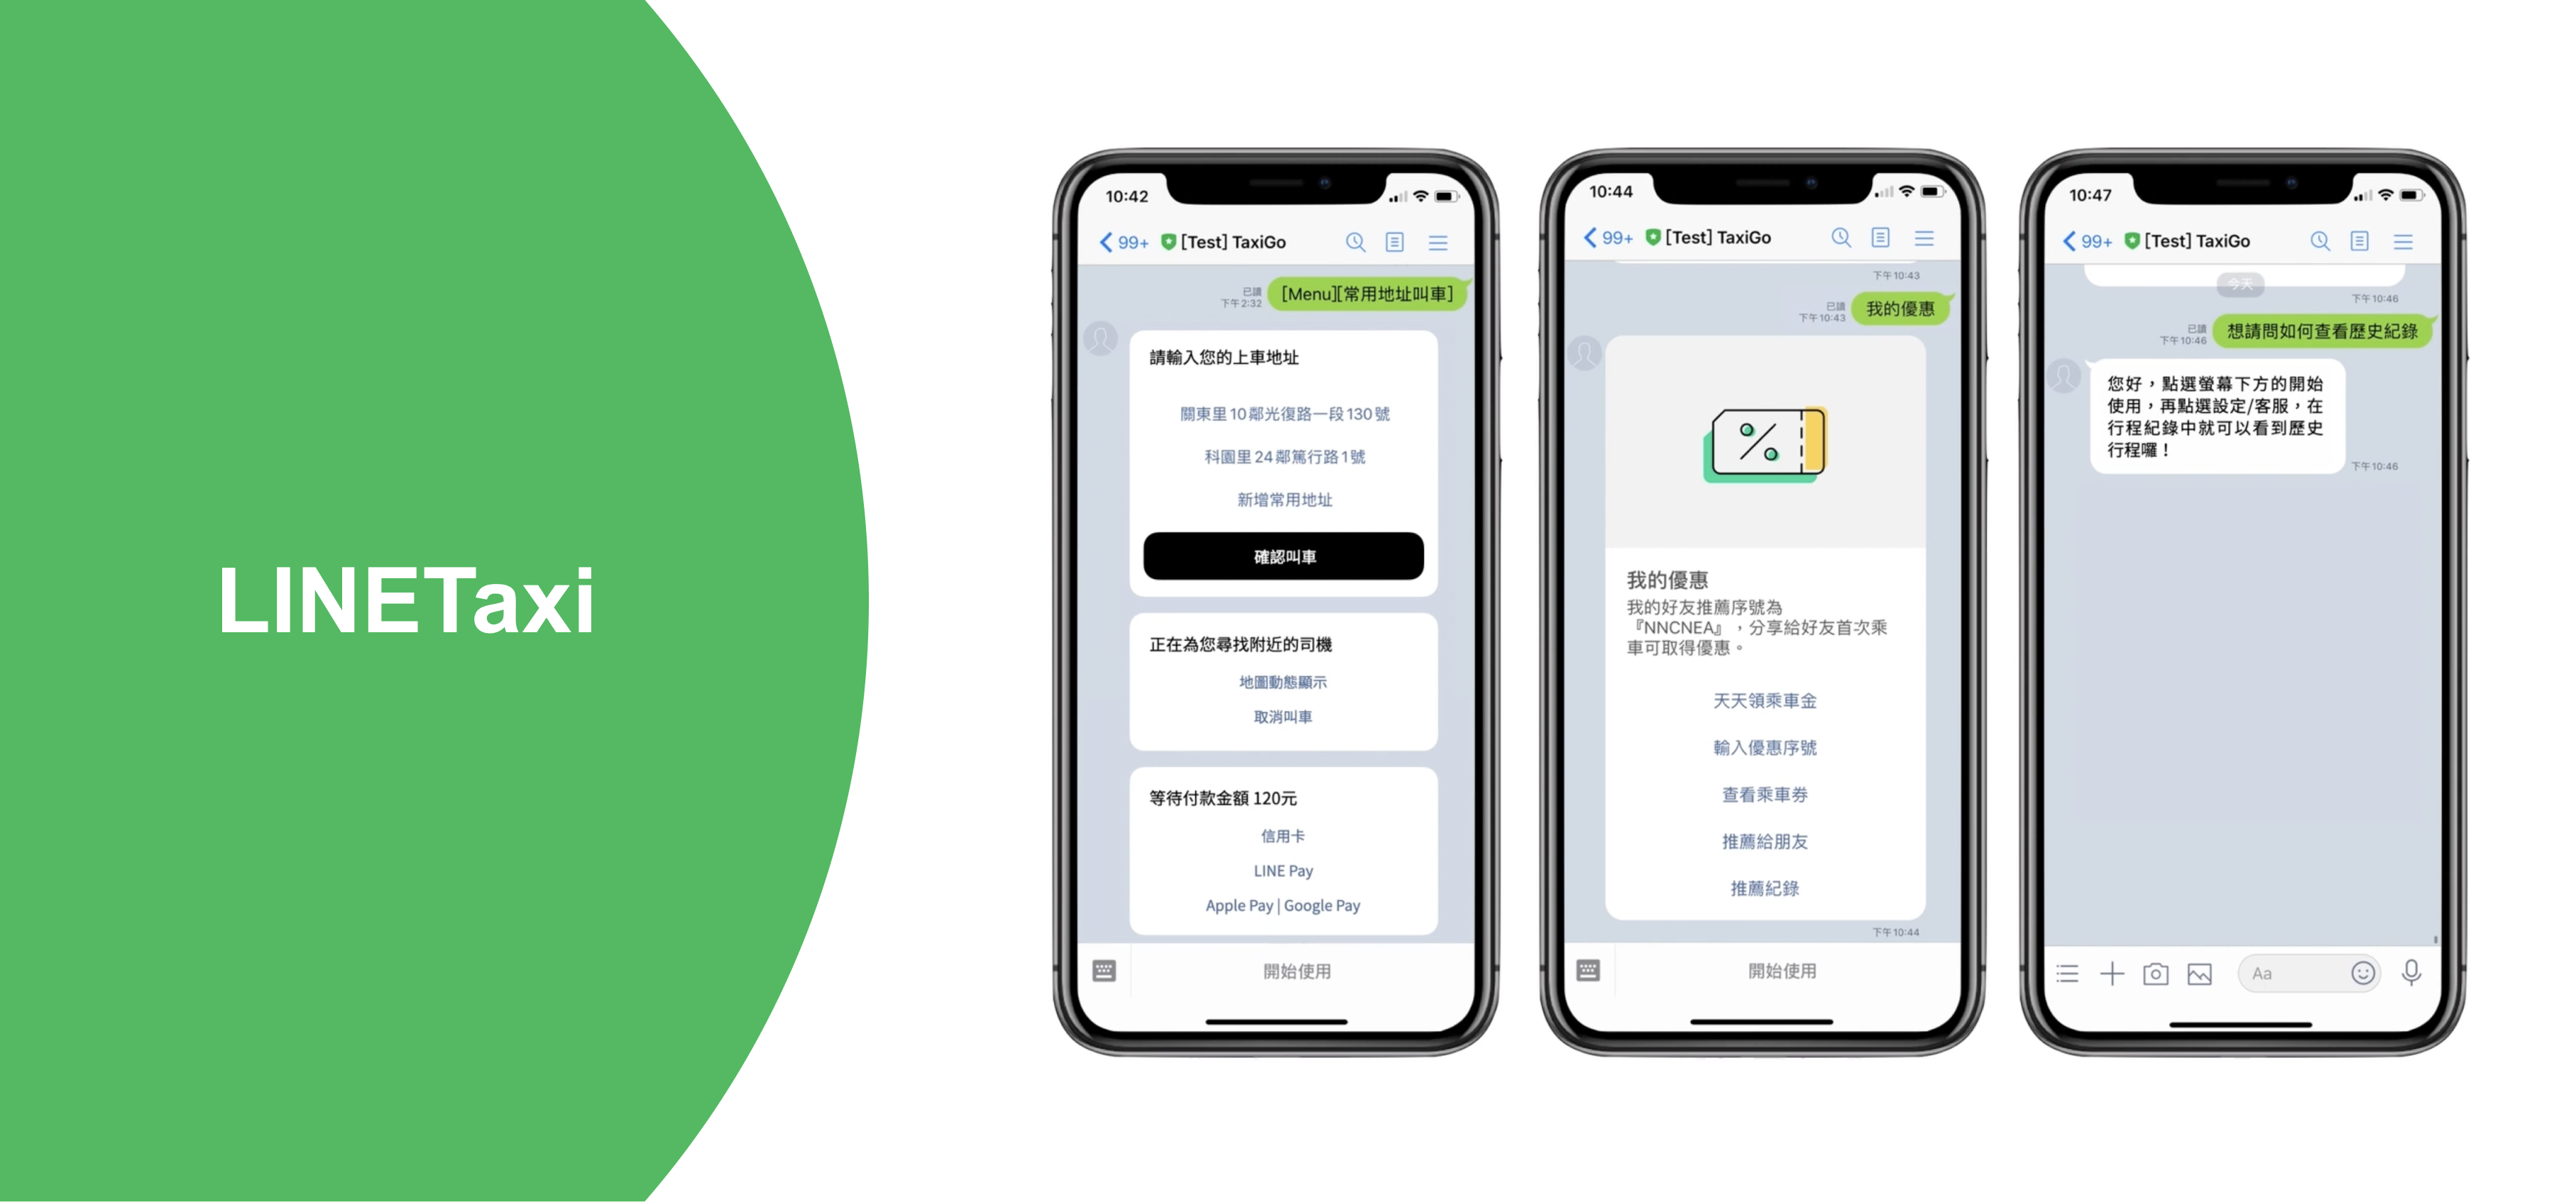 LINETaxi
10:42
99+ [Test] TaxiGo
[Menu][常用地址叫車]
已讀
下午2:32
請輸入您的上車地址
關東里10鄰光復路一段130號
科園里24鄰篤行路1號
新增常用地址
確認叫車
正在為您尋找附近的司機
地圖動態顯示
取消叫車
等待付款金額 120元
信用卡
LINE Pay
Apple Pay | Google Pay
開始使用
10:44
99+ [Test] TaxiGo
下午10:43
我的優惠
已讀
下午10:43
我的優惠
我的好友推薦序號為
『NNCNEA』，分享給好友首次乘
車可取得優惠。
天天領乘車金
輸入優惠序號
查看乘車券
推薦給朋友
推薦紀錄
下午10:44
開始使用
10:47
99+ [Test] TaxiGo
今天
下午10:46
想請問如何查看歷史紀錄
已讀
下午10:46
您好，點選螢幕下方的開始
使用，再點選設定/客服，在
行程紀錄中就可以看到歷史
行程囉！
下午10:46
Aa